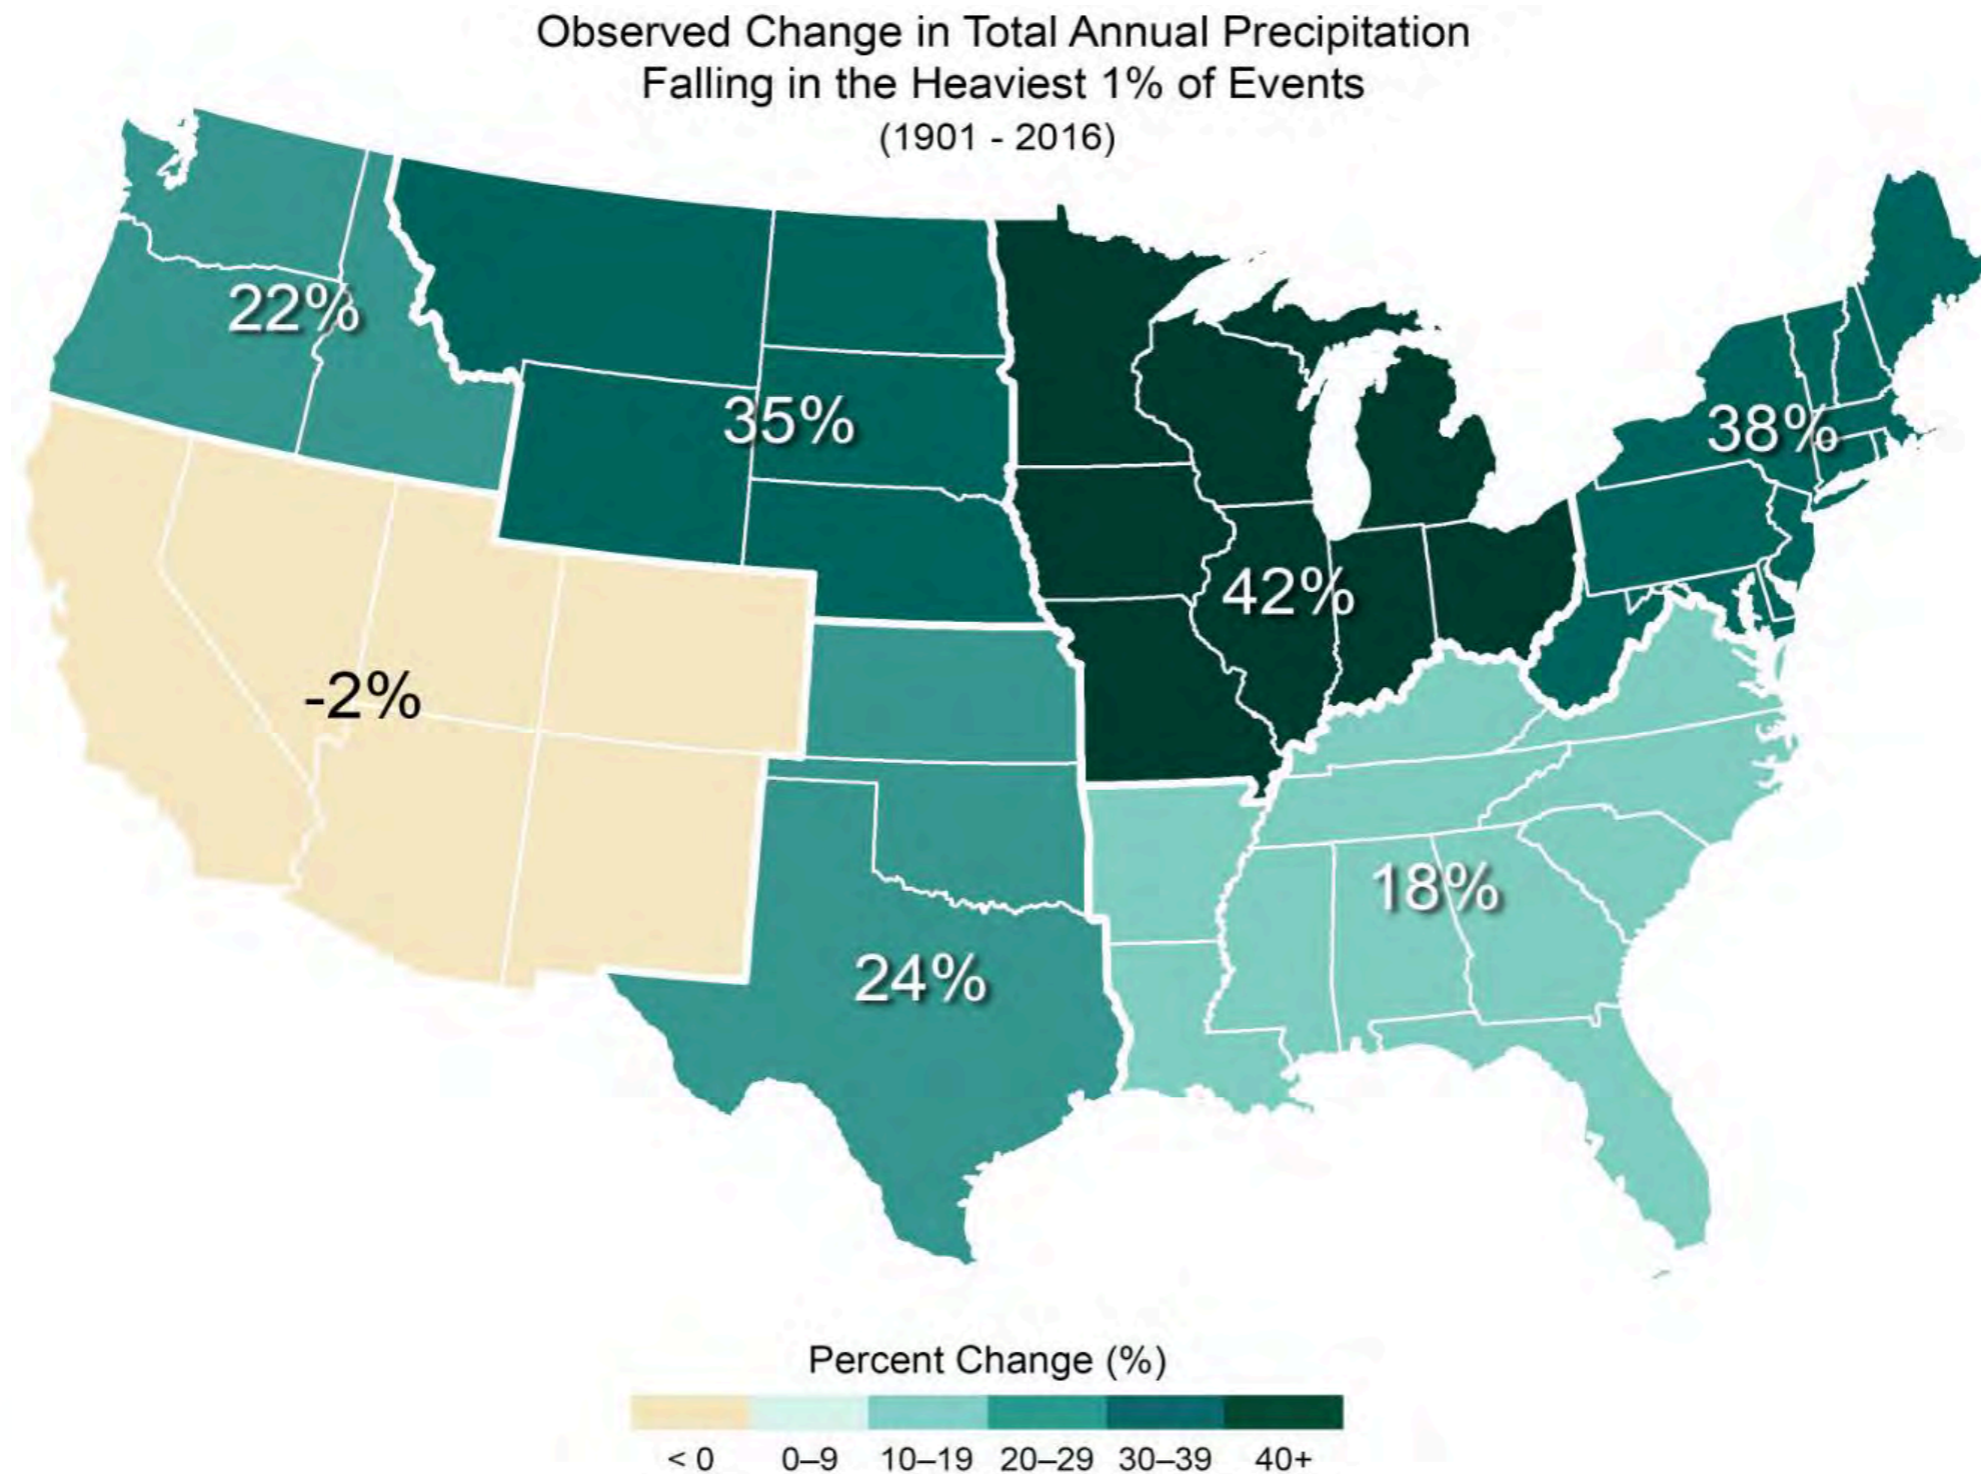 Observed Change in Total Annual Precipitation
Falling in the Heaviest 1% of Events
(1901 - 2016)
22%
35%
38%
42%
-2%
18%
24%
Percent Change (%)
< 0 0–9 10–19 20–29 30–39 40+